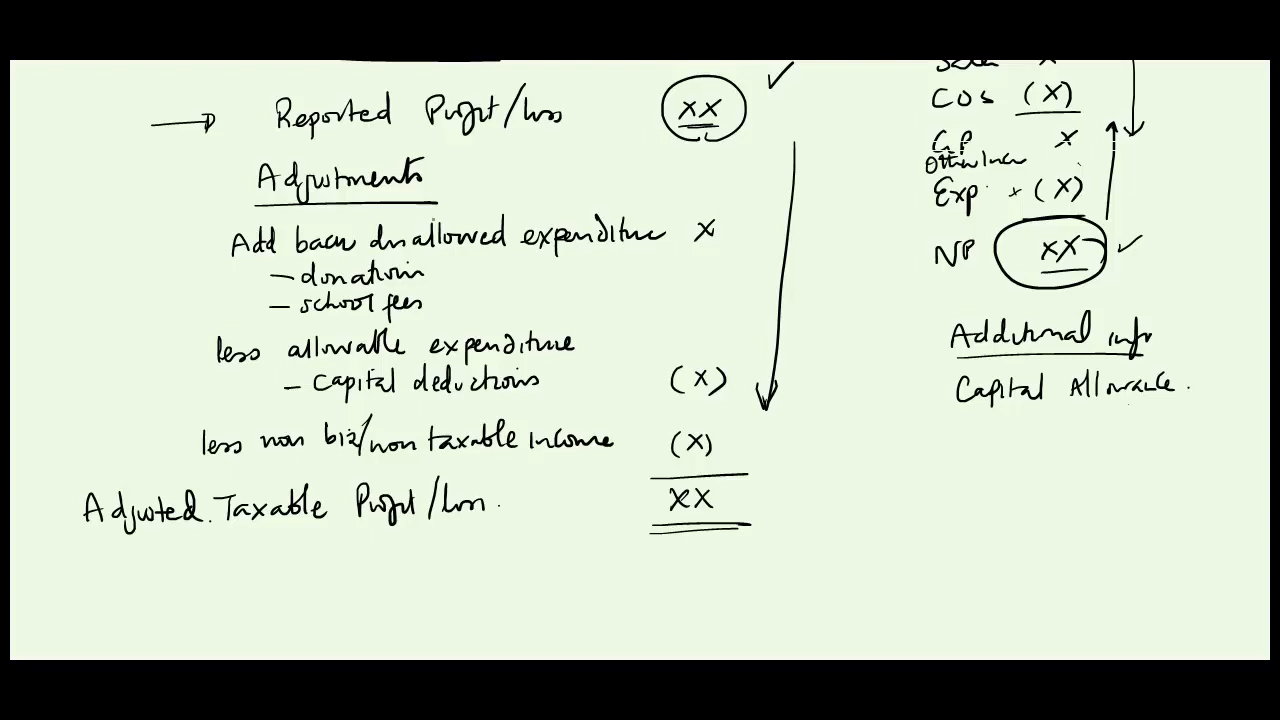 Reported Profit/loss XX
Adjustments
Add back disallowed expenditure X
- donations
- school fees
less allowable expenditure
- capital deductions (X)
less non biz/non taxable income (X)
Adjusted Taxable Profit/loss. XX
Sales X
COS (X)
GP X
Other Inc
Exp (X)
NP XX
Additional info
Capital Allowance.